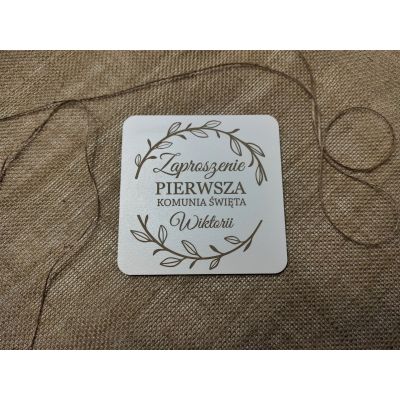 Zaproszenie
PIERWSZA
KOMUNIA ŚWIĘTA
Wiktorii